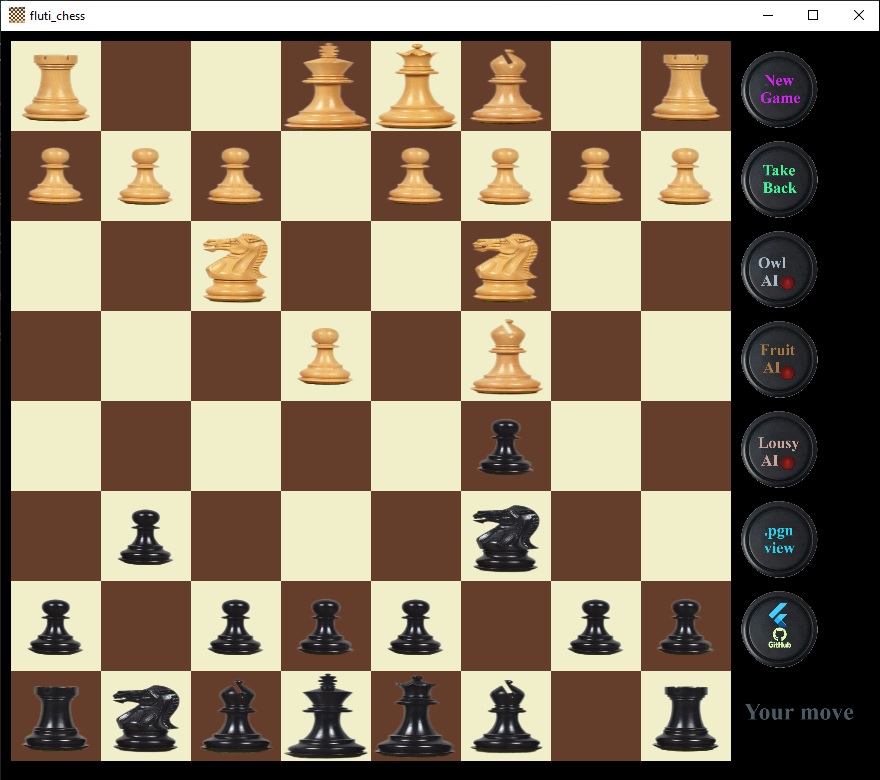 fluti_chess
New
Game
Take
Back
Owl
AI
Fruit
AI
Lousy
AI
.pgn
view
GitHub
Your move